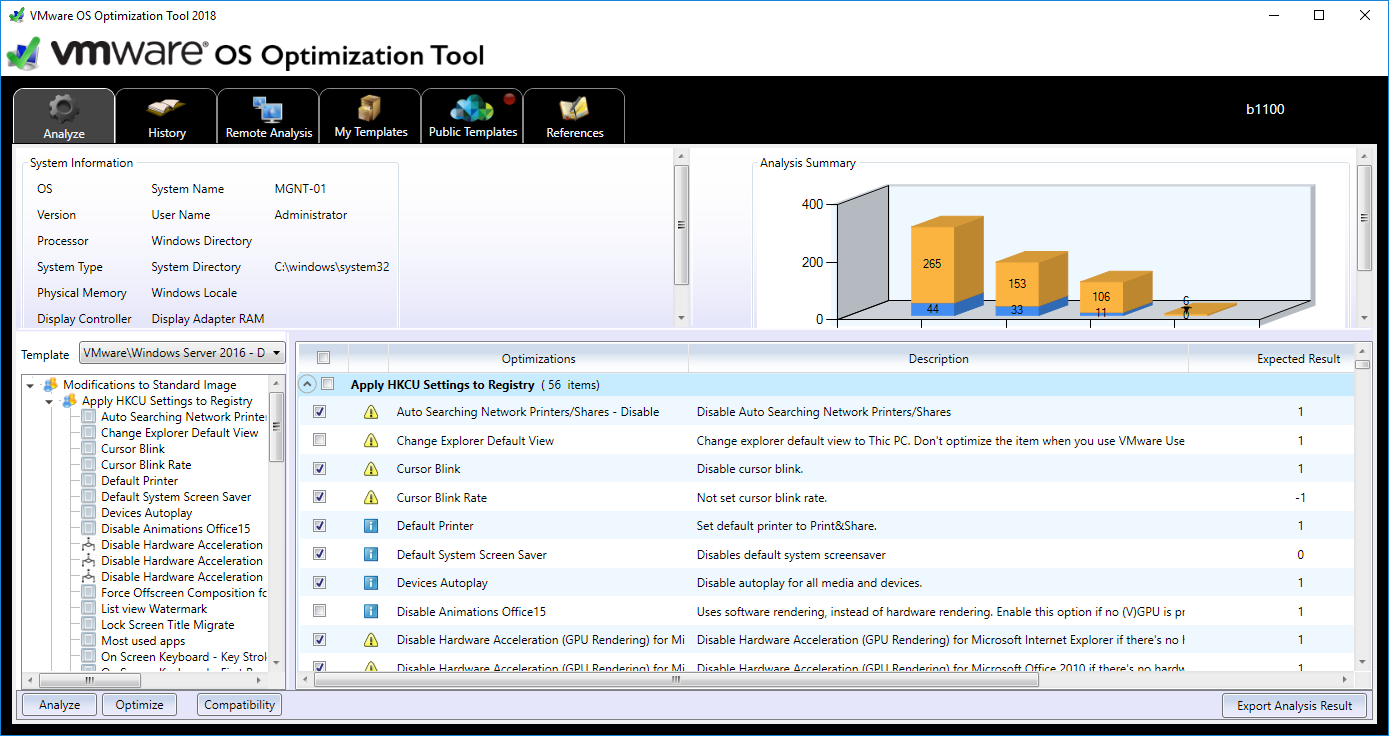 VMware OS Optimization Tool 2018
vmware® OS Optimization Tool
Analyze
History
Remote Analysis
My Templates
Public Templates
References
b1100
System Information
OS System Name MGNT-01
Version User Name Administrator
Processor Windows Directory
System Type System Directory C:\windows\system32
Physical Memory Windows Locale
Display Controller Display Adapter RAM
Analysis Summary
400
200
0
265
44
153
33
106
11
6
0
Template VMware\Windows Server 2016 - D
Modifications to Standard Image
Apply HKCU Settings to Registry
Auto Searching Network Printer
Change Explorer Default View
Cursor Blink
Cursor Blink Rate
Default Printer
Default System Screen Saver
Devices Autoplay
Disable Animations Office15
Disable Hardware Acceleration
Disable Hardware Acceleration
Disable Hardware Acceleration
Force Offscreen Composition fo
List view Watermark
Lock Screen Title Migrate
Most used apps
On Screen Keyboard - Key Strok
Optimizations Description Expected Result
Apply HKCU Settings to Registry ( 56 items)
Auto Searching Network Printers/Shares - Disable Disable Auto Searching Network Printers/Shares 1
Change Explorer Default View Change explorer default view to Thic PC. Don't optimize the item when you use VMware Use 1
Cursor Blink Disable cursor blink. 1
Cursor Blink Rate Not set cursor blink rate. -1
Default Printer Set default printer to Print&Share. 1
Default System Screen Saver Disables default system screensaver 0
Devices Autoplay Disable autoplay for all media and devices. 1
Disable Animations Office15 Uses software rendering, instead of hardware rendering. Enable this option if no (V)GPU is pr 1
Disable Hardware Acceleration (GPU Rendering) for Mi Disable Hardware Acceleration (GPU Rendering) for Microsoft Internet Explorer if there's no h 1
Disable Hardware Acceleration (GPU Rendering) for Mi Disable Hardware Acceleration (GPU Rendering) for Microsoft Office 2010 if there's no hardw 1
Analyze
Optimize
Compatibility
Export Analysis Result